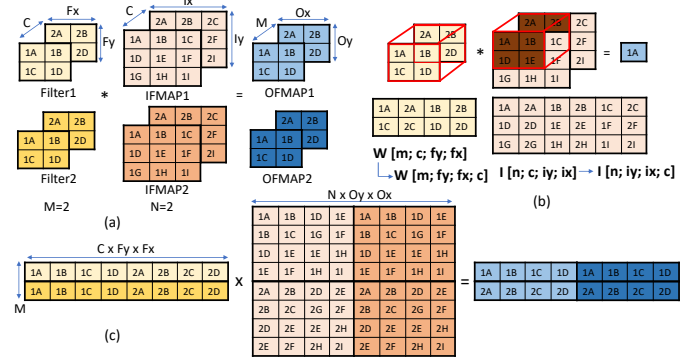 C Fx
2A 2B
1A 1B 2D
1C 1D
Fy
Filter1
*
C Ix
2A 2B 2C
1A 1B 1C 2F
1D 1E 1F 2I
1G 1H 1I
Iy
IFMAP1
=
M Ox
2A 2B
1A 1B 2D
1C 1D
Oy
OFMAP1
2A 2B
1A 1B 2D
1C 1D
Filter2
2A 2B 2C
1A 1B 1C 2F
1D 1E 1F 2I
1G 1H 1I
IFMAP2
2A 2B
1A 1B 2D
1C 1D
OFMAP2
M=2
N=2
(a)
2A 2B
1A 1B 2D
1C 1D
*
2A 2B 2C
1A 1B 1C 2F
1D 1E 1F 2I
1G 1H 1I
=
1A
1A 2A 1B 2B
1C 2C 1D 2D
1A 2A 1B 2B 1C 2C
1D 2D 1E 2E 1F 2F
1G 2G 1H 2H 1I 2I
W [m; c; fy; fx]
W [m; fy; fx; c]
I [n; c; iy; ix] → I [n; iy; ix; c]
(b)
C x Fy x Fx
M
1A 1B 1C 1D 2A 2B 2C 2D
1A 1B 1C 1D 2A 2B 2C 2D
(c)
x
N x Oy x Ox
1A 1B 1D 1E 1A 1B 1D 1E
1B 1C 1G 1F 1B 1C 1G 1F
1D 1E 1E 1H 1D 1E 1E 1H
1E 1F 1H 1I 1E 1F 1H 1I
2A 2B 2D 2E 2A 2B 2D 2E
2B 2C 2G 2F 2B 2C 2G 2F
2D 2E 2E 2H 2D 2E 2E 2H
2E 2F 2H 2I 2E 2F 2H 2I
=
1A 1B 1C 1D 1A 1B 1C 1D
2A 2B 2C 2D 2A 2B 2C 2D